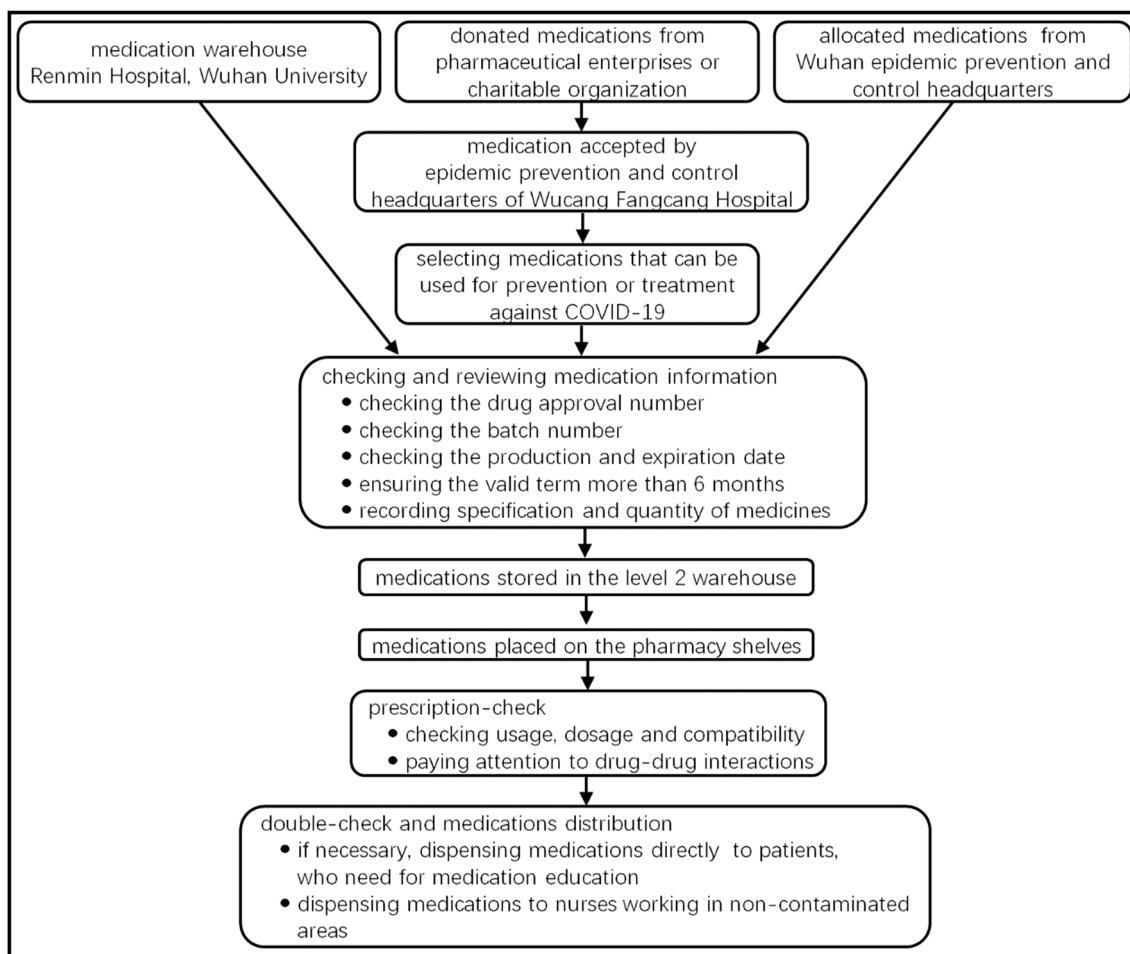 medication warehouse
Renmin Hospital, Wuhan University
donated medications from
pharmaceutical enterprises or
charitable organization
allocated medications from
Wuhan epidemic prevention and
control headquarters
medication accepted by
epidemic prevention and control
headquarters of Wucang Fangcang Hospital
selecting medications that can be
used for prevention or treatment
against COVID-19
checking and reviewing medication information
• checking the drug approval number
• checking the batch number
• checking the production and expiration date
• ensuring the valid term more than 6 months
• recording specification and quantity of medicines
medications stored in the level 2 warehouse
medications placed on the pharmacy shelves
prescription-check
• checking usage, dosage and compatibility
• paying attention to drug-drug interactions
double-check and medications distribution
• if necessary, dispensing medications directly to patients,
who need for medication education
• dispensing medications to nurses working in non-contaminated
areas